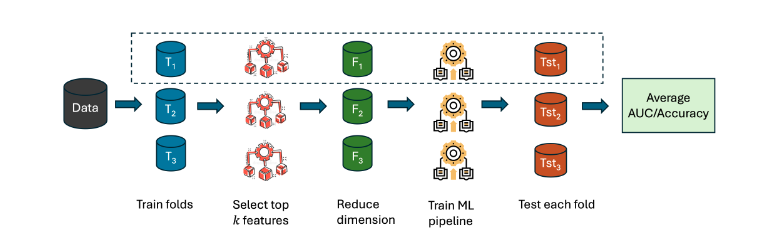 T1
F1
Tst1
Data
T2
F2
Tst2
Average
AUC/Accuracy
T3
F3
Tst3
Train folds
Select top
k features
Reduce
dimension
Train ML
pipeline
Test each fold